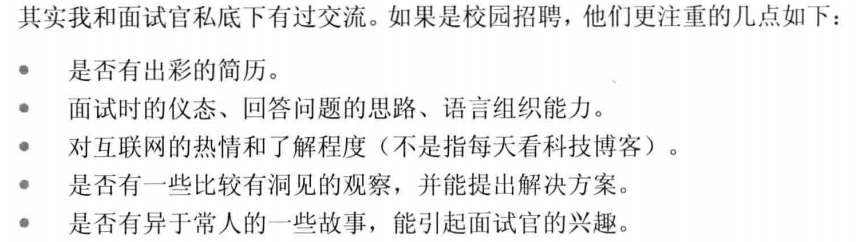 其实我和面试官私底下有过交流。如果是校园招聘，他们更注重的几点如下：
● 是否有出彩的简历。
● 面试时的仪态、回答问题的思路、语言组织能力。
● 对互联网的热情和了解程度（不是指每天看科技博客）。
● 是否有一些比较有洞见的观察，并能提出解决方案。
● 是否有异于常人的一些故事，能引起面试官的兴趣。